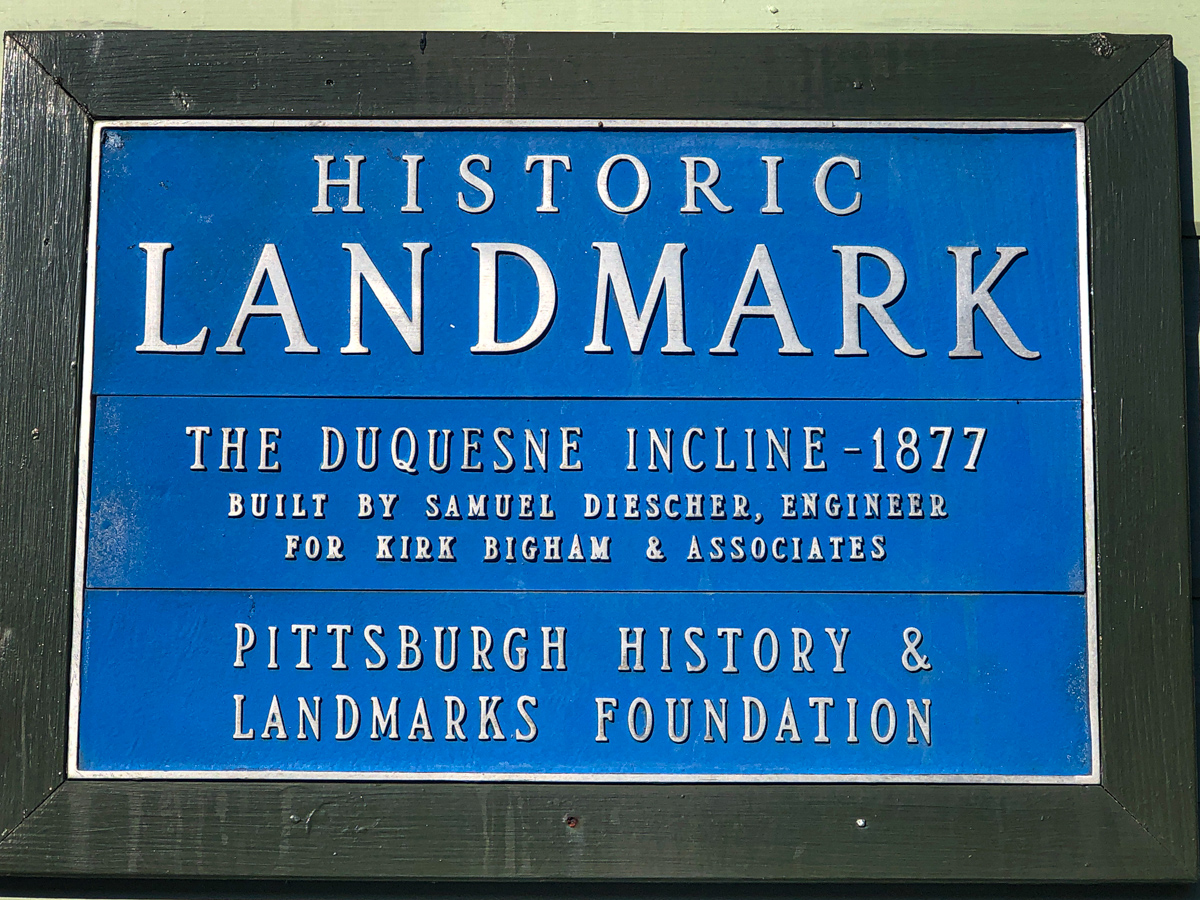 HISTORIC
LANDMARK
THE DUQUESNE INCLINE - 1877
BUILT BY SAMUEL DIESCHER, ENGINEER
FOR KIRK BIGHAM & ASSOCIATES
PITTSBURGH HISTORY &
LANDMARKS FOUNDATION